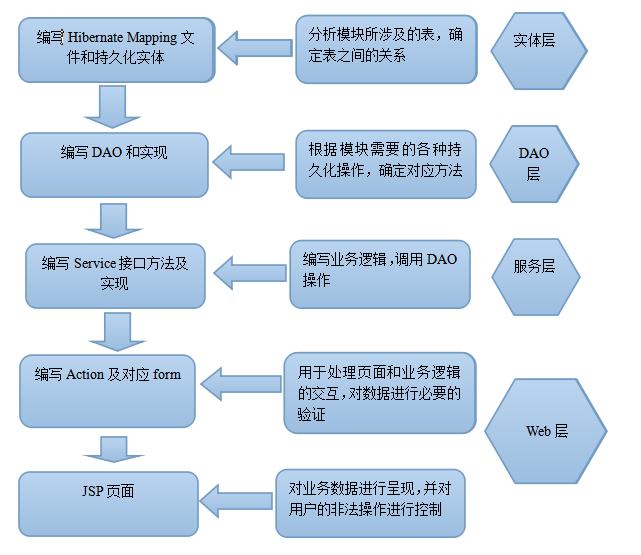 编写 Hibernate Mapping 文
件和持久化实体
分析模块所涉及的表，确
定表之间的关系
实体层
编写 DAO 和实现
根据模块需要的各种持
久化操作，确定对应方法
DAO
层
编写 Service 接口方法及
实现
编写业务逻辑，调用 DAO
操作
服务层
编写 Action 及对应 form
用于处理页面和业务逻辑
的交互，对数据进行必要的
验证
Web 层
JSP 页面
对业务数据进行呈现，并对
用户的非法操作进行控制